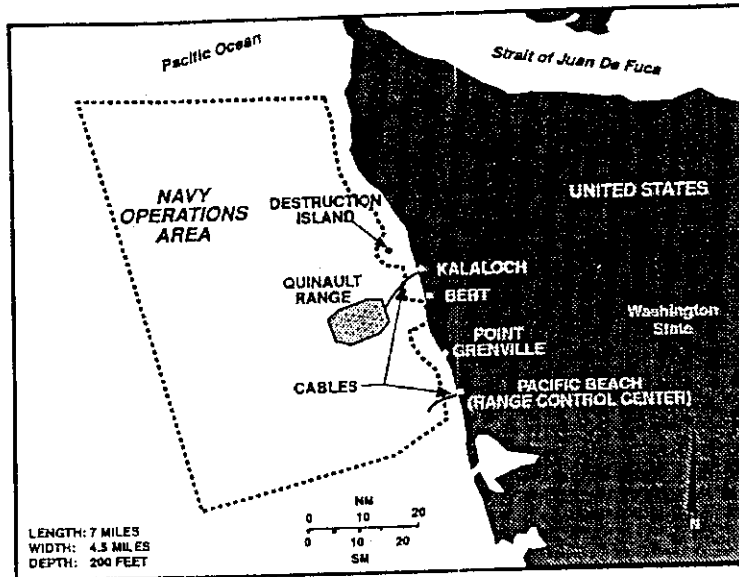 Pacific Ocean
Strait of Juan De Fuca
NAVY
OPERATIONS
AREA
UNITED STATES
DESTRUCTION
ISLAND
KALALOCH
QUINAULT
RANGE
BERT
Washington
State
POINT
GRENVILLE
CABLES
PACIFIC BEACH
(RANGE CONTROL CENTER)
NM
0 10 20
0 10 20
SM
N
LENGTH: 7 MILES
WIDTH: 4.5 MILES
DEPTH: 200 FEET